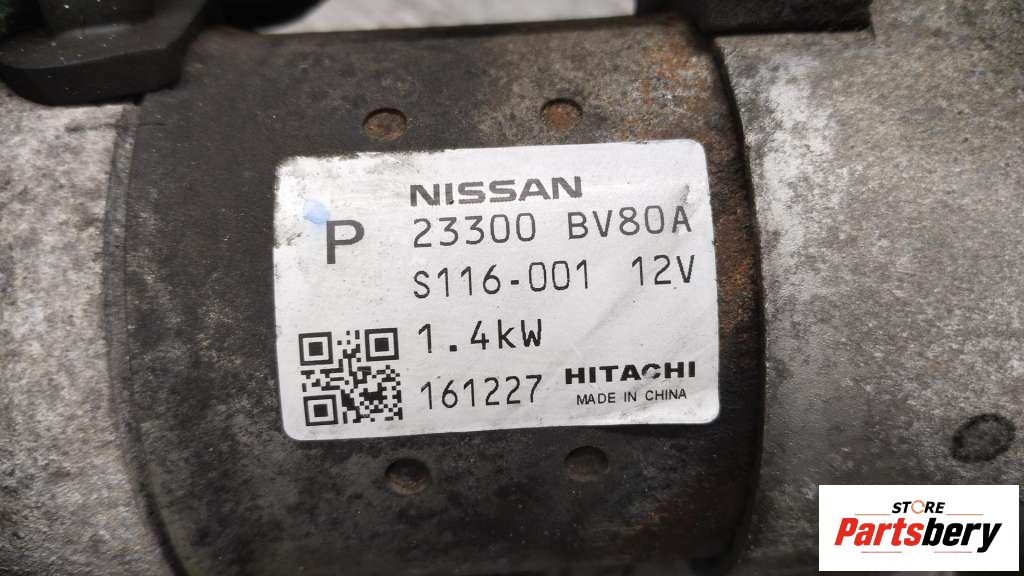 NISSAN
P 23300 BV80A
S116-001 12V
1.4kW
161227 HITACHI
MADE IN CHINA
STORE
Partsbery